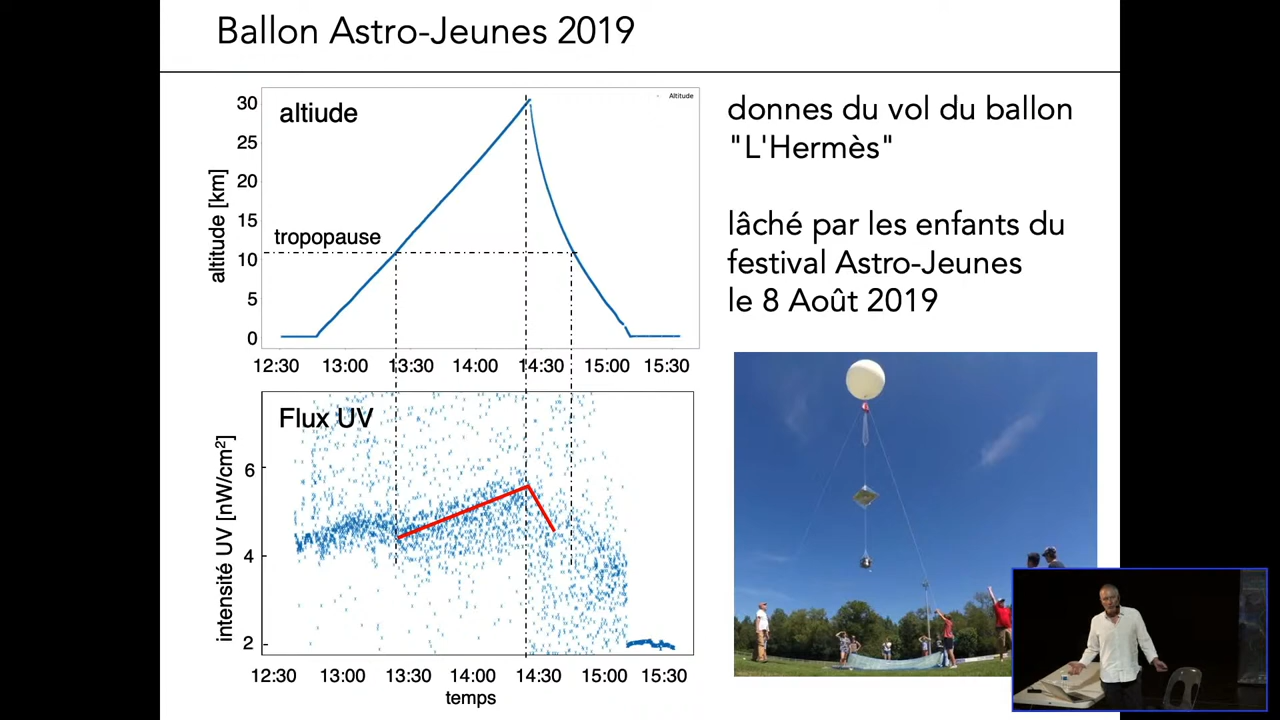 Ballon Astro-Jeunes 2019
altiude
Altitude
altitude [km]
30
25
20
15
10
5
0
tropopause
12:30 13:00 13:30 14:00 14:30 15:00 15:30
donnes du vol du ballon
"L'Hermès"
lâché par les enfants du
festival Astro-Jeunes
le 8 Août 2019
Flux UV
intensité UV [nW/cm²]
6
4
2
12:30 13:00 13:30 14:00 14:30 15:00 15:30
temps